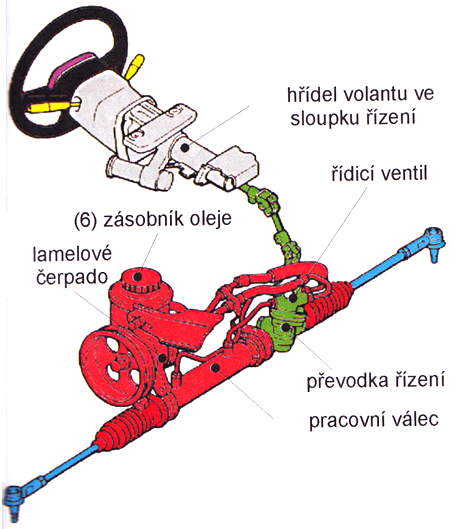 hřídel volantu ve
sloupku řízení
řídicí ventil
(6) zásobník oleje
lamelové
čerpado
převodka řízení
pracovní válec